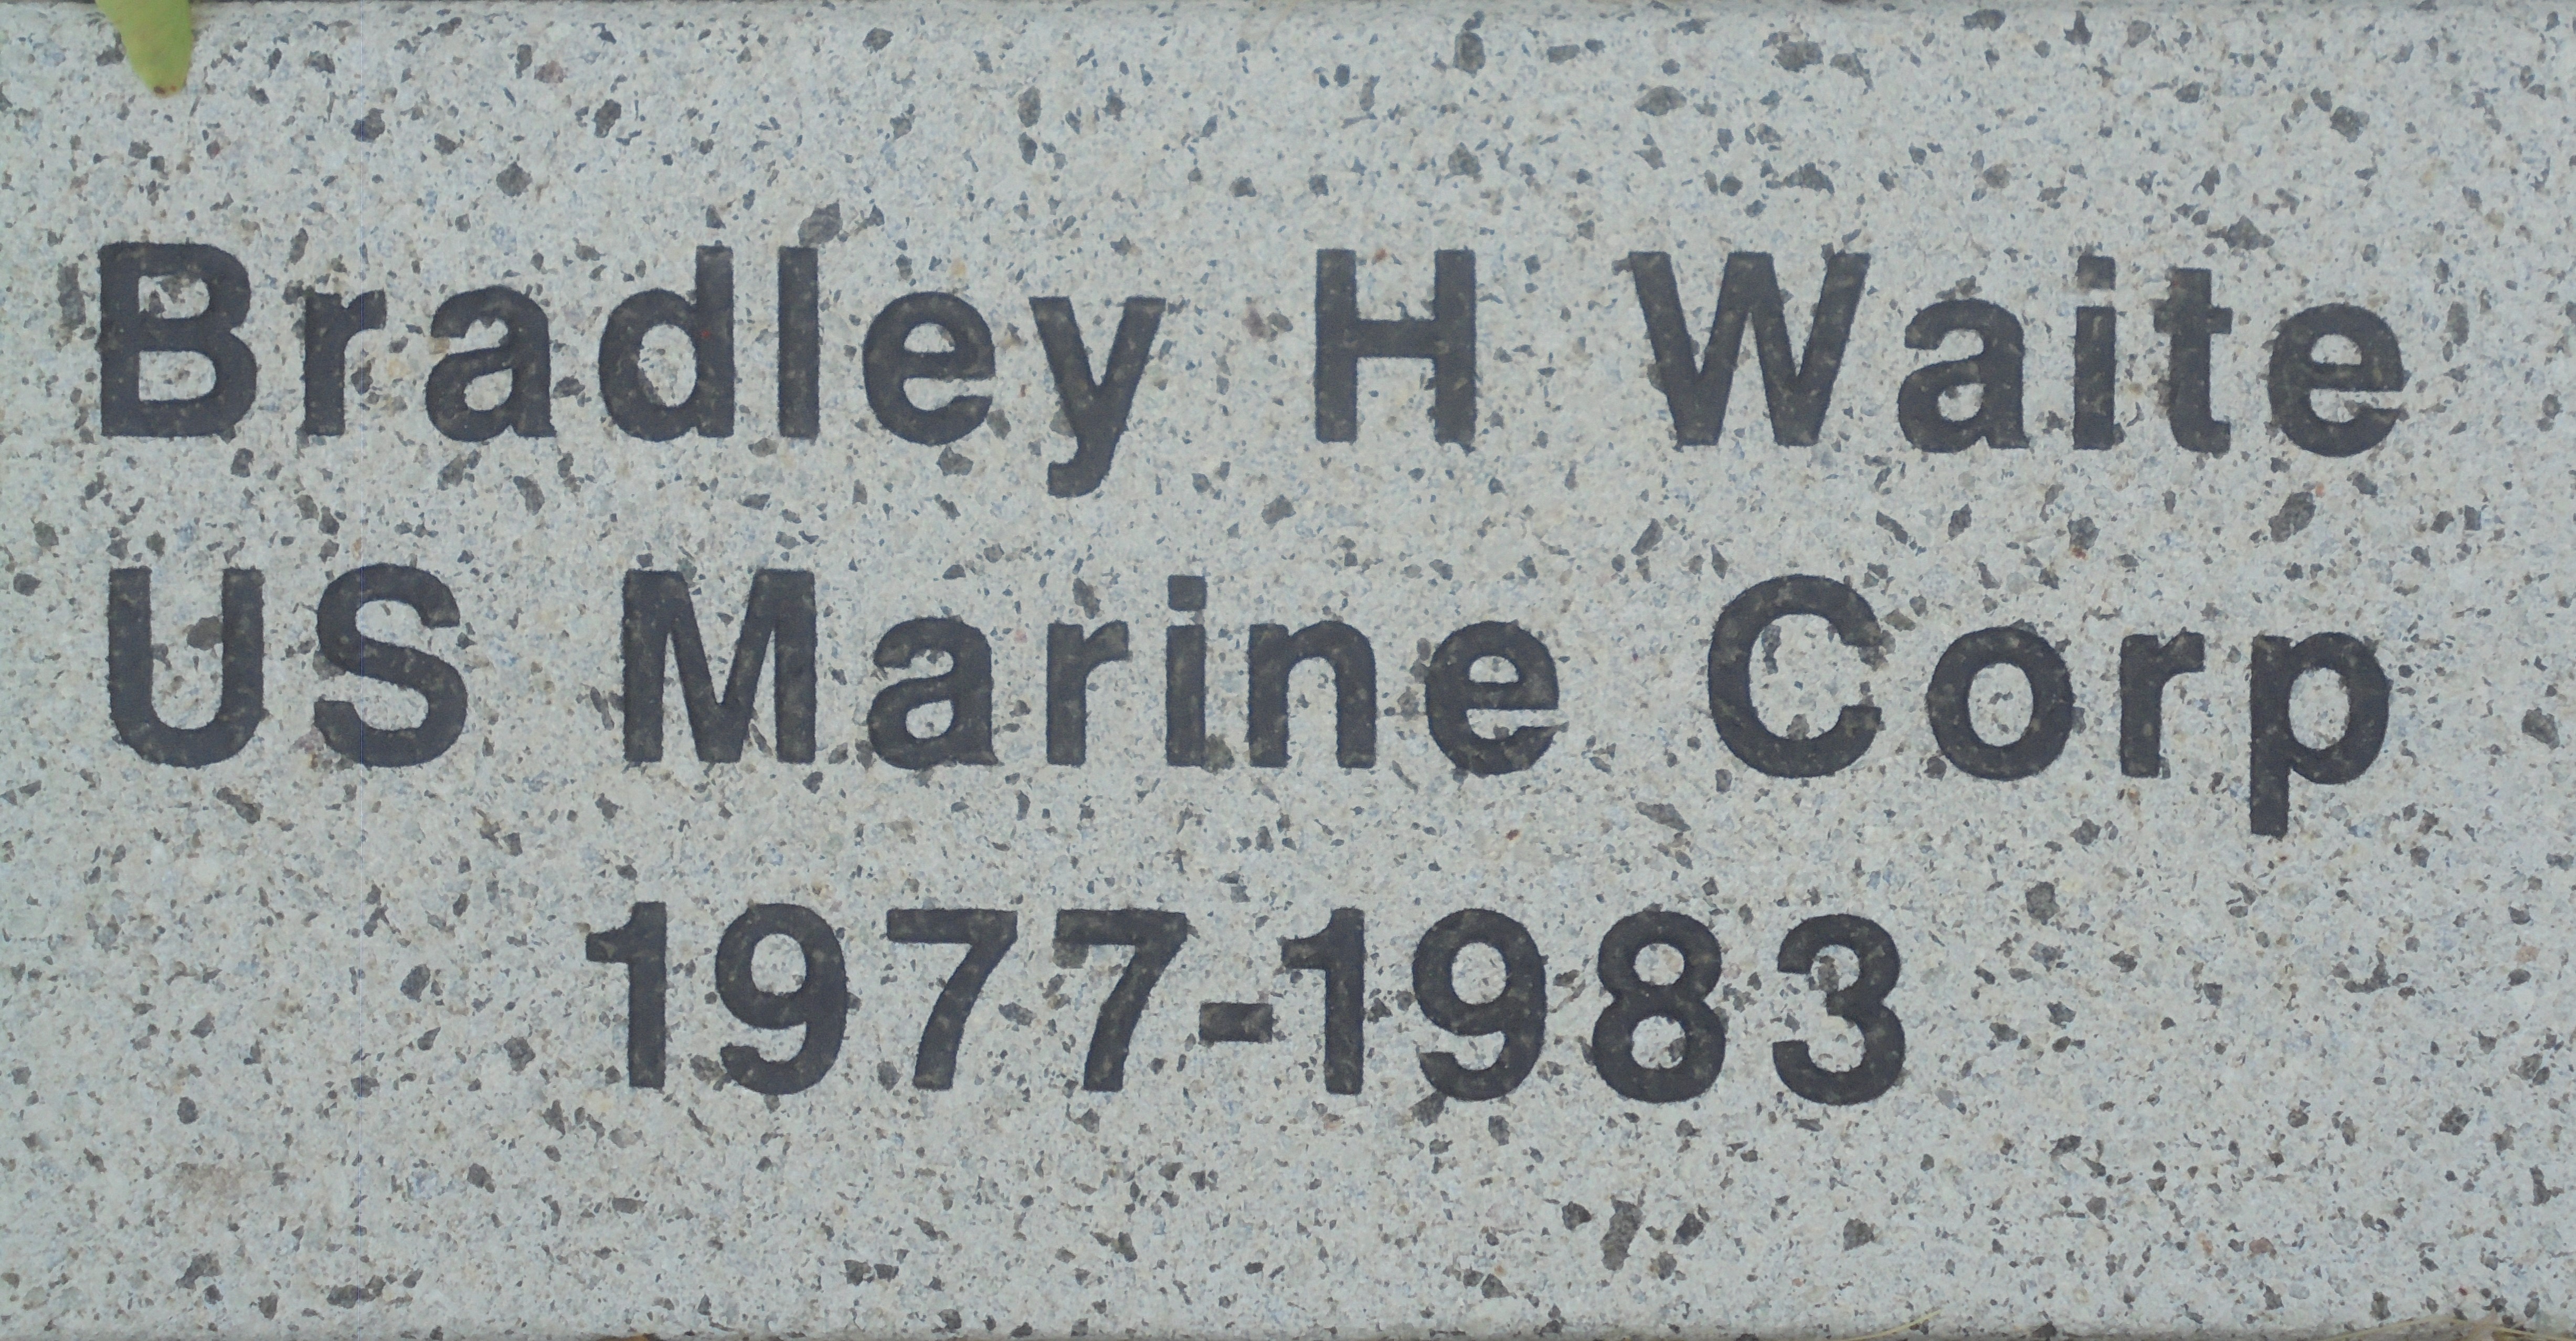 Bradley H Waite
US Marine Corp
1977-1983